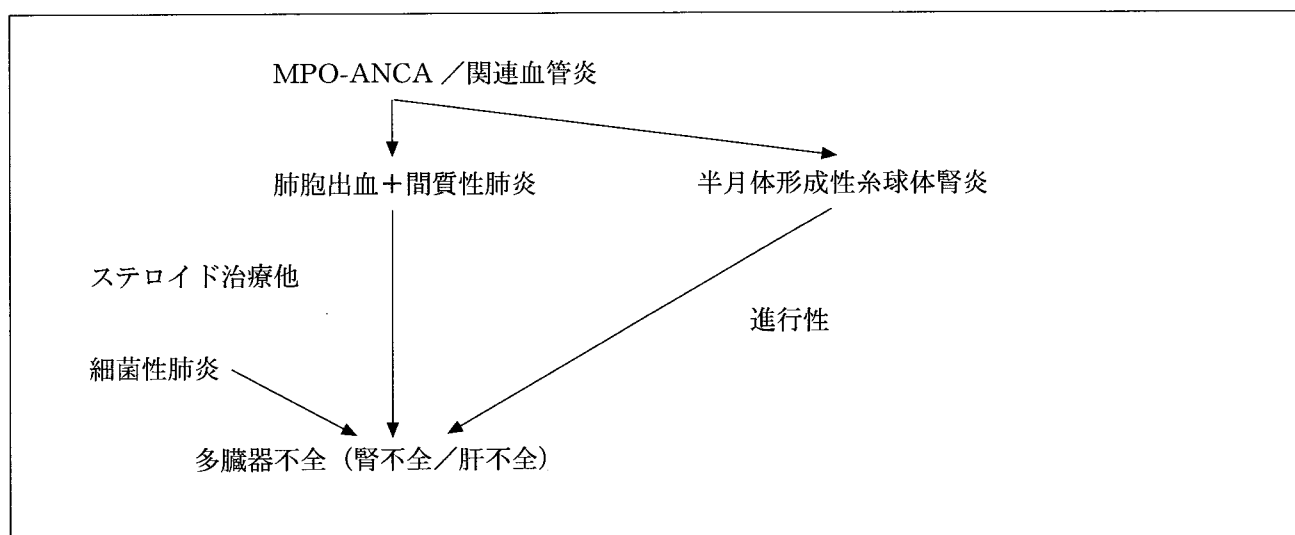 MPO-ANCA／関連血管炎
肺胞出血＋間質性肺炎
半月体形成性糸球体腎炎
ステロイド治療他
進行性
細菌性肺炎
多臓器不全（腎不全／肝不全）